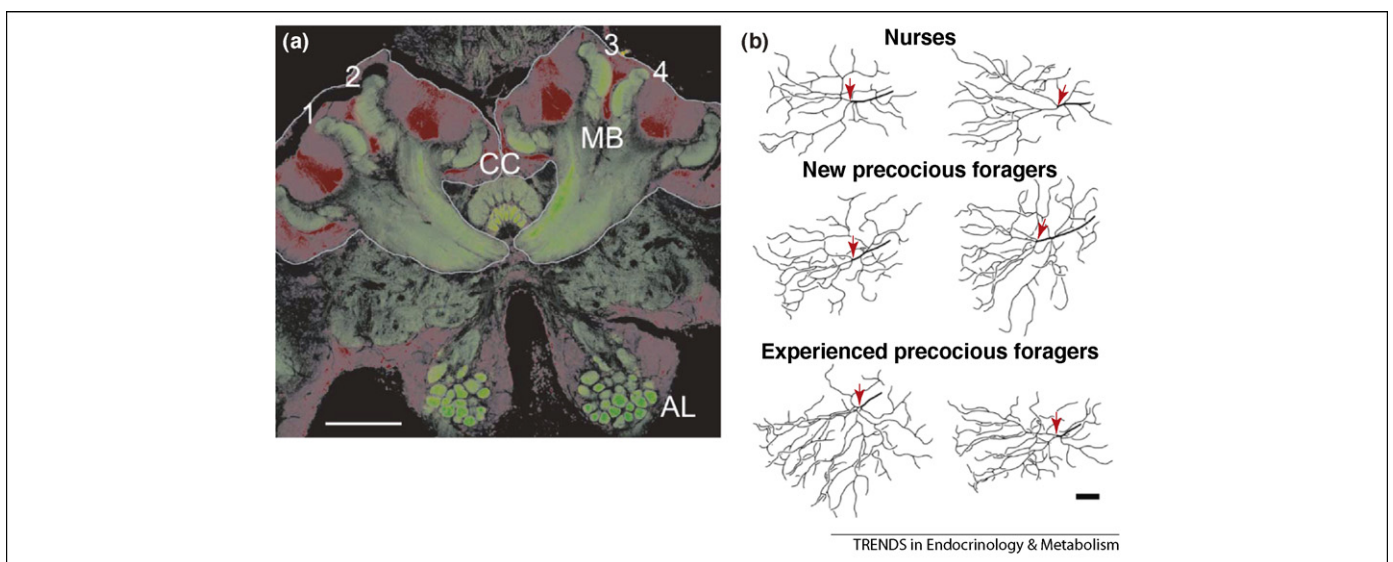 (a)
1
2
3
4
MB
CC
AL
(b)
Nurses
New precocious foragers
Experienced precocious foragers
TRENDS in Endocrinology & Metabolism